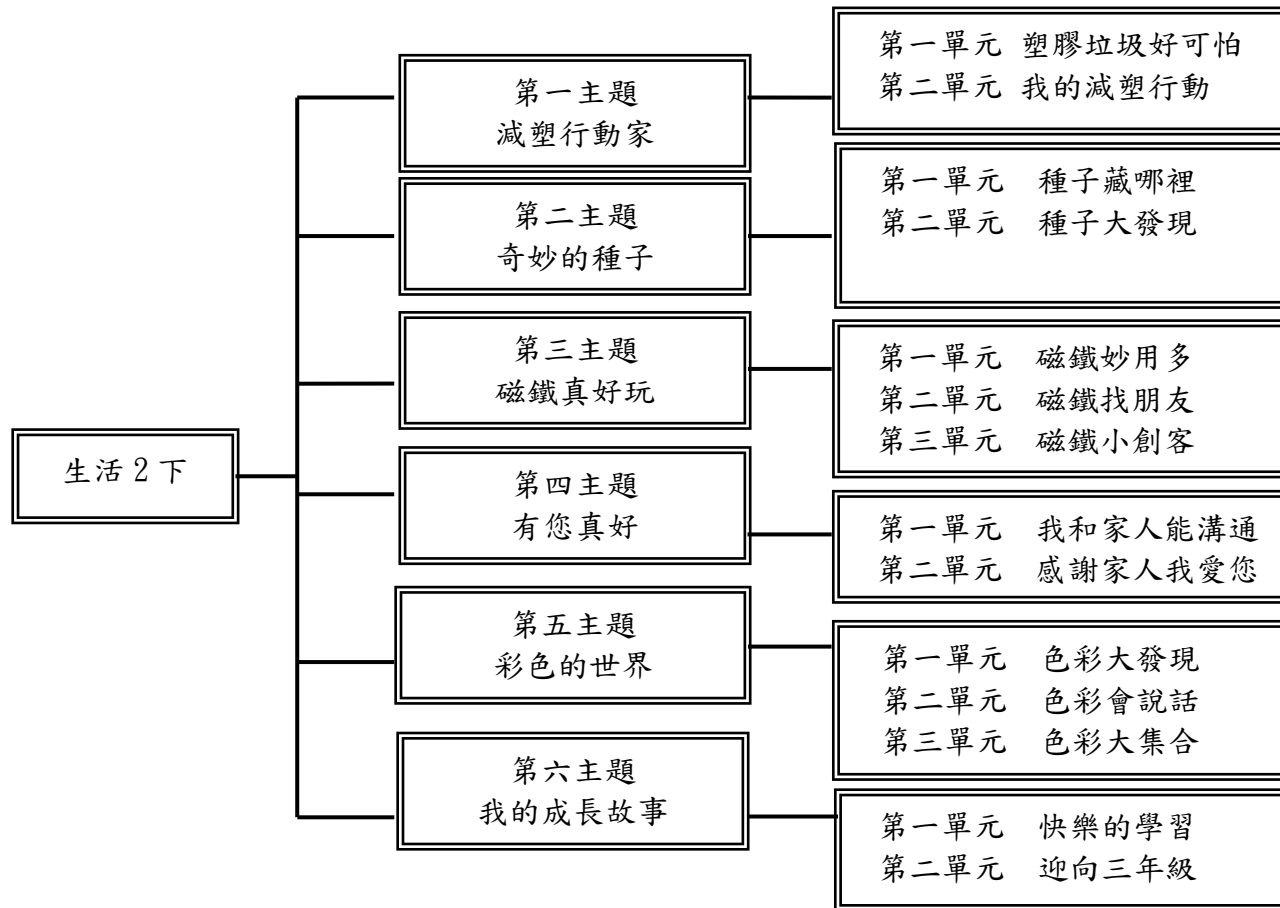 生活2下
第一主題
減塑行動家
第一單元 塑膠垃圾好可怕
第二單元 我的減塑行動
第二主題
奇妙的種子
第一單元 種子藏哪裡
第二單元 種子大發現
第三主題
磁鐵真好玩
第一單元 磁鐵妙用多
第二單元 磁鐵找朋友
第三單元 磁鐵小創客
第四主題
有您真好
第一單元 我和家人能溝通
第二單元 感謝家人我愛您
第五主題
彩色的世界
第一單元 色彩大發現
第二單元 色彩會說話
第三單元 色彩大集合
第六主題
我的成長故事
第一單元 快樂的學習
第二單元 迎向三年級